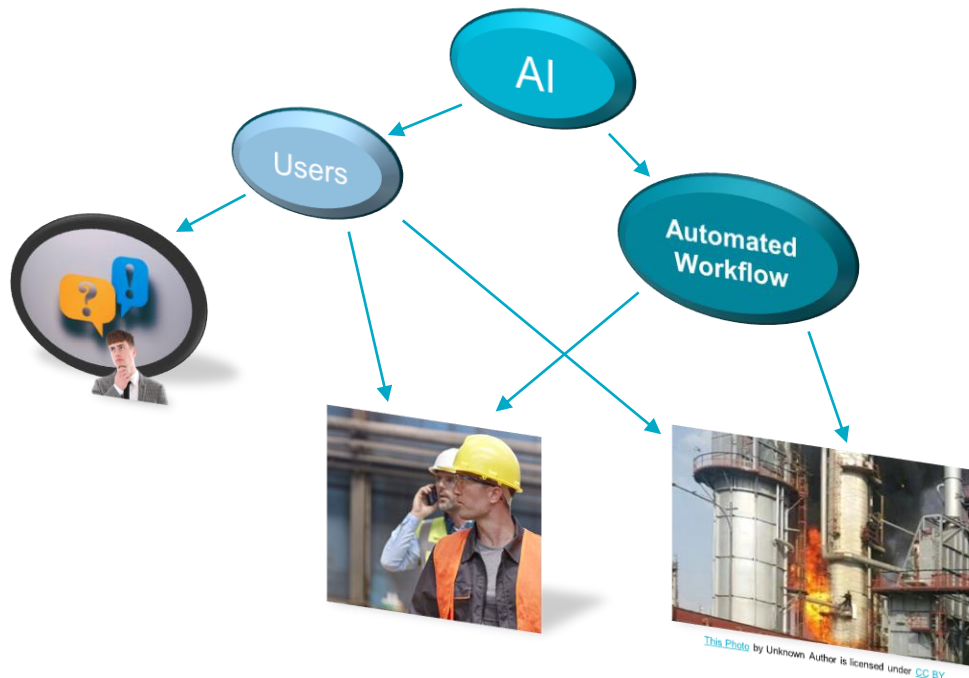 AI
Users
Automated
Workflow
?
!
This Photo by Unknown Author is licensed under CC BY